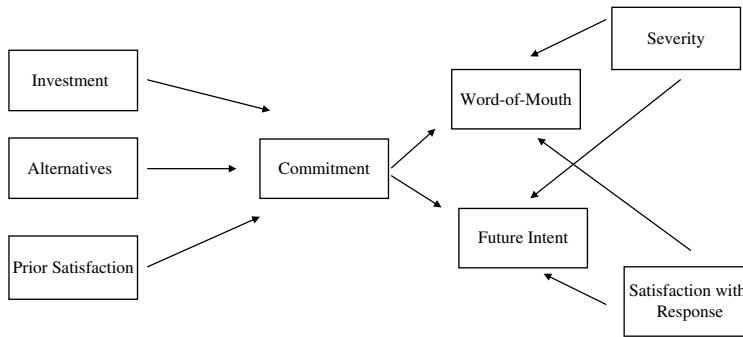 Severity
Investment
Word-of-Mouth
Alternatives
Commitment
Future Intent
Prior Satisfaction
Satisfaction with
Response